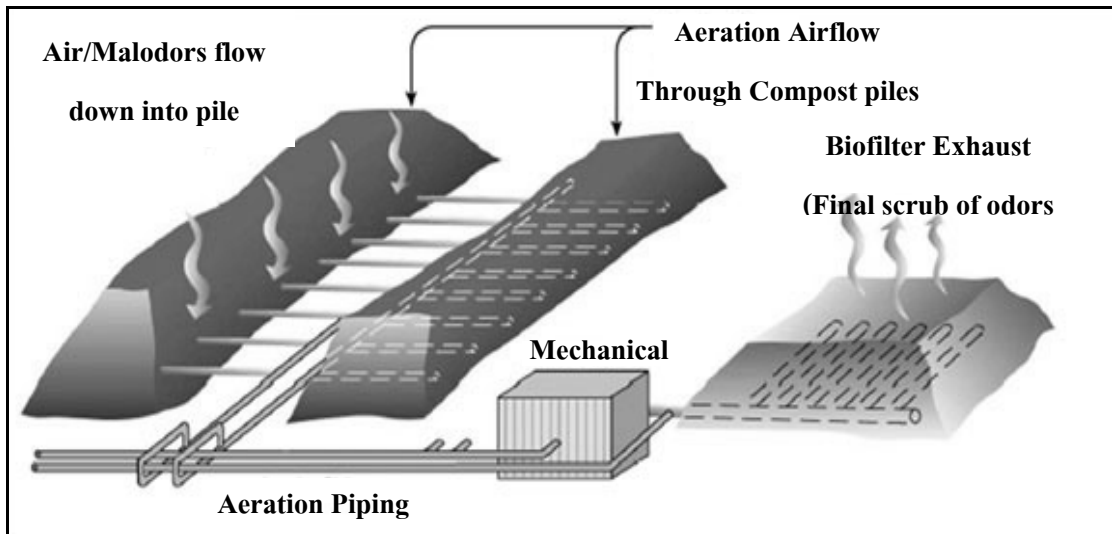 Air/Malodors flow
down into pile
Aeration Airflow
Through Compost piles
Biofilter Exhaust
(Final scrub of odors
Mechanical
Aeration Piping